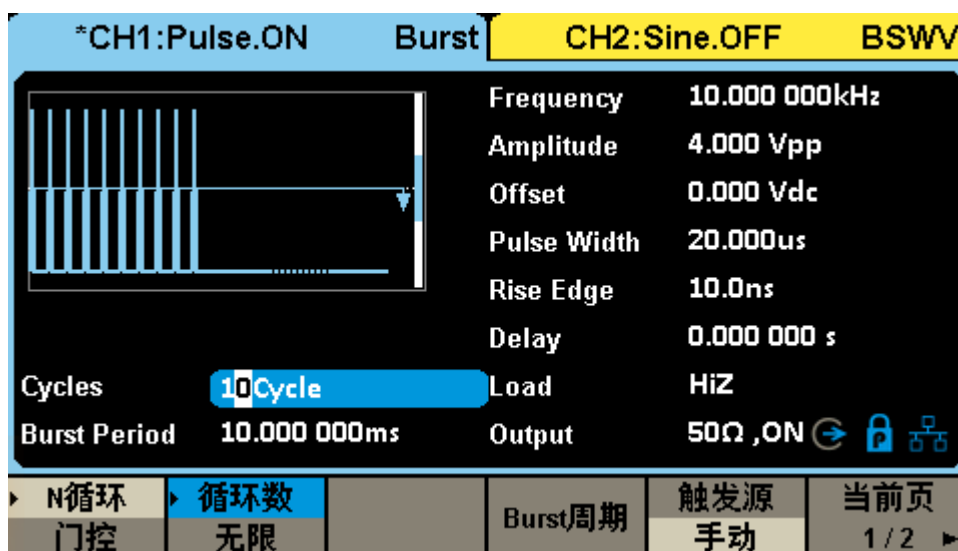 *CH1:Pulse.ON Burst CH2:Sine.OFF BSWV
Frequency 10.000 000kHz
Amplitude 4.000 Vpp
Offset 0.000 Vdc
Pulse Width 20.000us
Rise Edge 10.0ns
Delay 0.000 000 s
Cycles 10Cycle Load HiZ
Burst Period 10.000 000ms Output 50Ω ,ON
N循环 循环数 Burst周期 触发源 当前页
门控 无限 手动 1/2